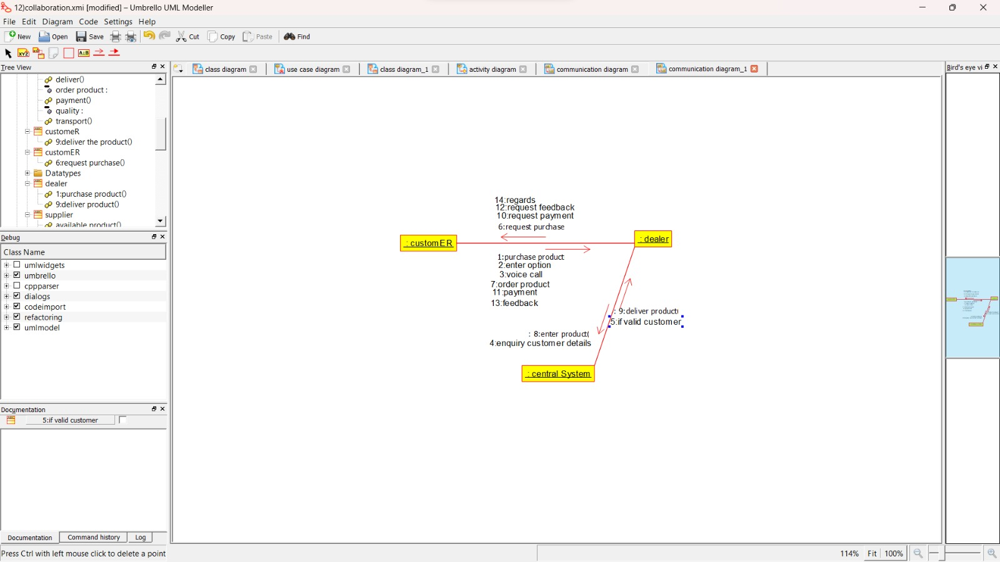 12)collaboration.xmi [modified] – Umbrello UML Modeller
File Edit Diagram Code Settings Help
New Open Save Cut Copy Paste Find
Tree View
deliver()
order product :
payment()
quality :
transport()
customeR
9:deliver the product()
customER
6:request purchase()
Datatypes
dealer
1:purchase product()
9:deliver product()
supplier
available product()
Debug
Class Name
umlwidgets
umbrello
cppparser
dialogs
codeimport
refactoring
umlmodel
Documentation
5:if valid customer
Documentation Command history Log
Press Ctrl with left mouse click to delete a point
class diagram use case diagram class diagram_1 activity diagram communication diagram communication diagram_1
14:regards
12:request feedback
10:request payment
6:request purchase
: customER
: dealer
1:purchase product
2:enter option
3:voice call
7:order product
11:payment
13:feedback
: 9:deliver product(
5:if valid customer
: 8:enter product(
4:enquiry customer details
: central System
Bird's eye vi
114% Fit 100%